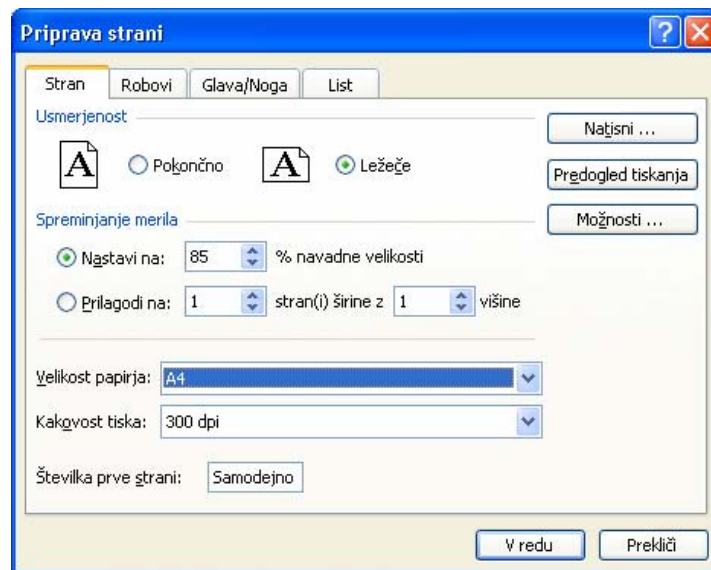 Priprava strani
Stran Robovi Glava/Noga List
Usmerjenost
A Pokončno A Ležeče
Natisni ...
Predogled tiskanja
Možnosti ...
Spreminjanje merila
Nastavi na: 85 % navadne velikosti
Prilagodi na: 1 stran(i) širine z 1 višine
Velikost papirja: A4
Kakovost tiska: 300 dpi
Številka prve strani: Samodejno
V redu Prekliči